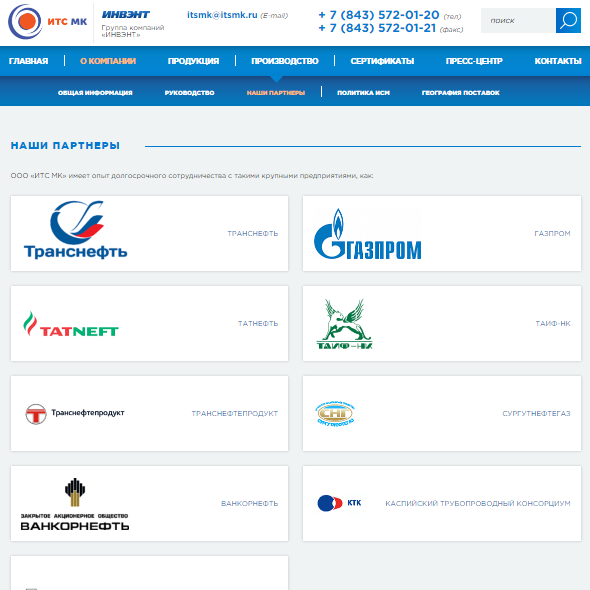 ИТС МК
ИНВЭНТ
Группа компаний
«ИНВЭНТ»
itsmk@itsmk.ru (E-mail)
+ 7 (843) 572-01-20 (тел)
+ 7 (843) 572-01-21 (факс)
поиск
ГЛАВНАЯ О КОМПАНИИ ПРОДУКЦИЯ ПРОИЗВОДСТВО СЕРТИФИКАТЫ ПРЕСС-ЦЕНТР КОНТАКТЫ
ОБЩАЯ ИНФОРМАЦИЯ РУКОВОДСТВО НАШИ ПАРТНЕРЫ ПОЛИТИКА ИСМ ГЕОГРАФИЯ ПОСТАВОК
НАШИ ПАРТНЕРЫ
ООО «ИТС МК» имеет опыт долгосрочного сотрудничества с такими крупными предприятиями, как:
Транснефть
ТРАНСНЕФТЬ
ГАЗПРОМ
ГАЗПРОМ
TATNEFT
ТАТНЕФТЬ
ТАИФ-НК
ТАИФ-НК
Транснефтепродукт
ТРАНСНЕФТЕПРОДУКТ
СНГ
СУРГУТНЕФТЕГАЗ
ЗАКРЫТОЕ АКЦИОНЕРНОЕ ОБЩЕСТВО
ВАНКОРНЕФТЬ
ВАНКОРНЕФТЬ
КТК
КАСПИЙСКИЙ ТРУБОПРОВОДНЫЙ КОНСОРЦИУМ